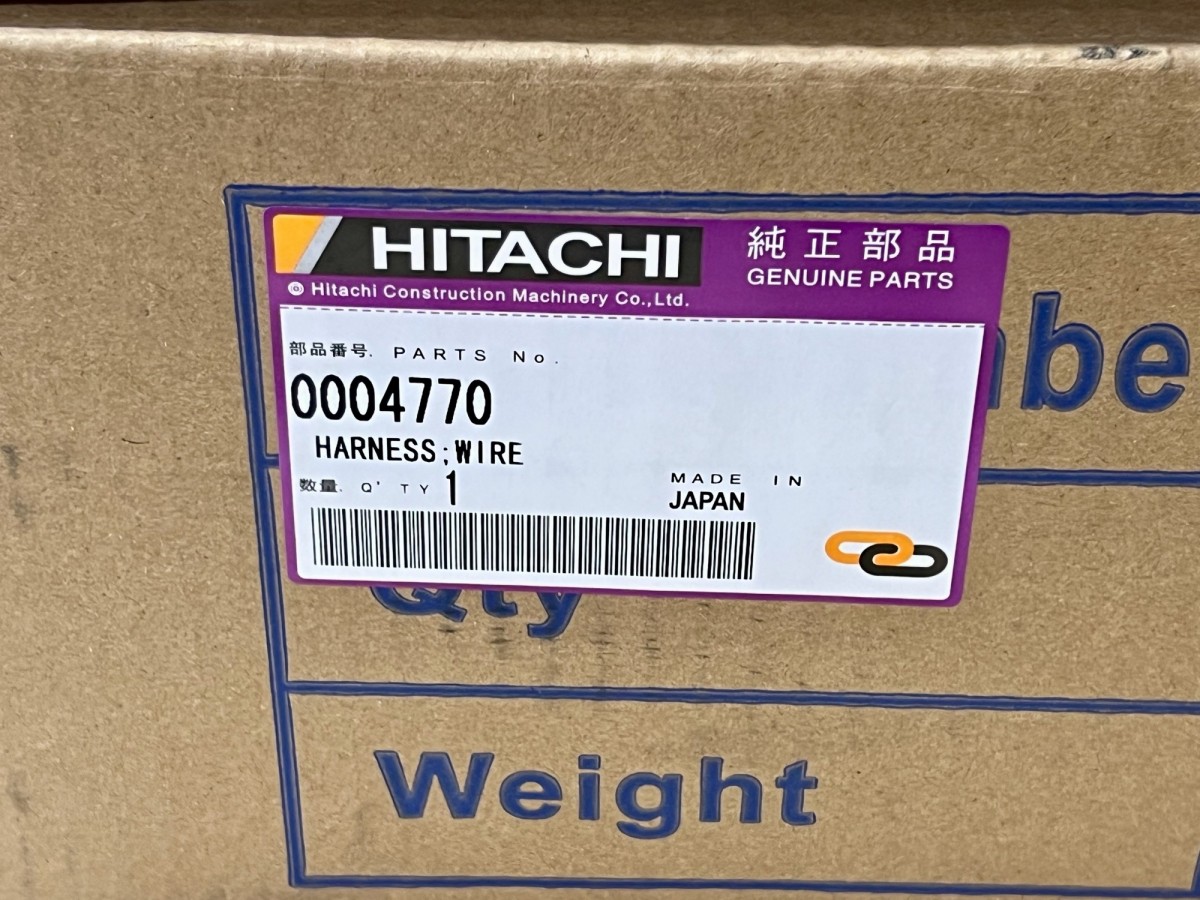 HITACHI
純正部品
GENUINE PARTS
Hitachi Construction Machinery Co.,Ltd.
部品番号. PARTS No.
0004770
HARNESS;WIRE
数量. Q'TY 1
MADE IN
JAPAN
Qty
Weight